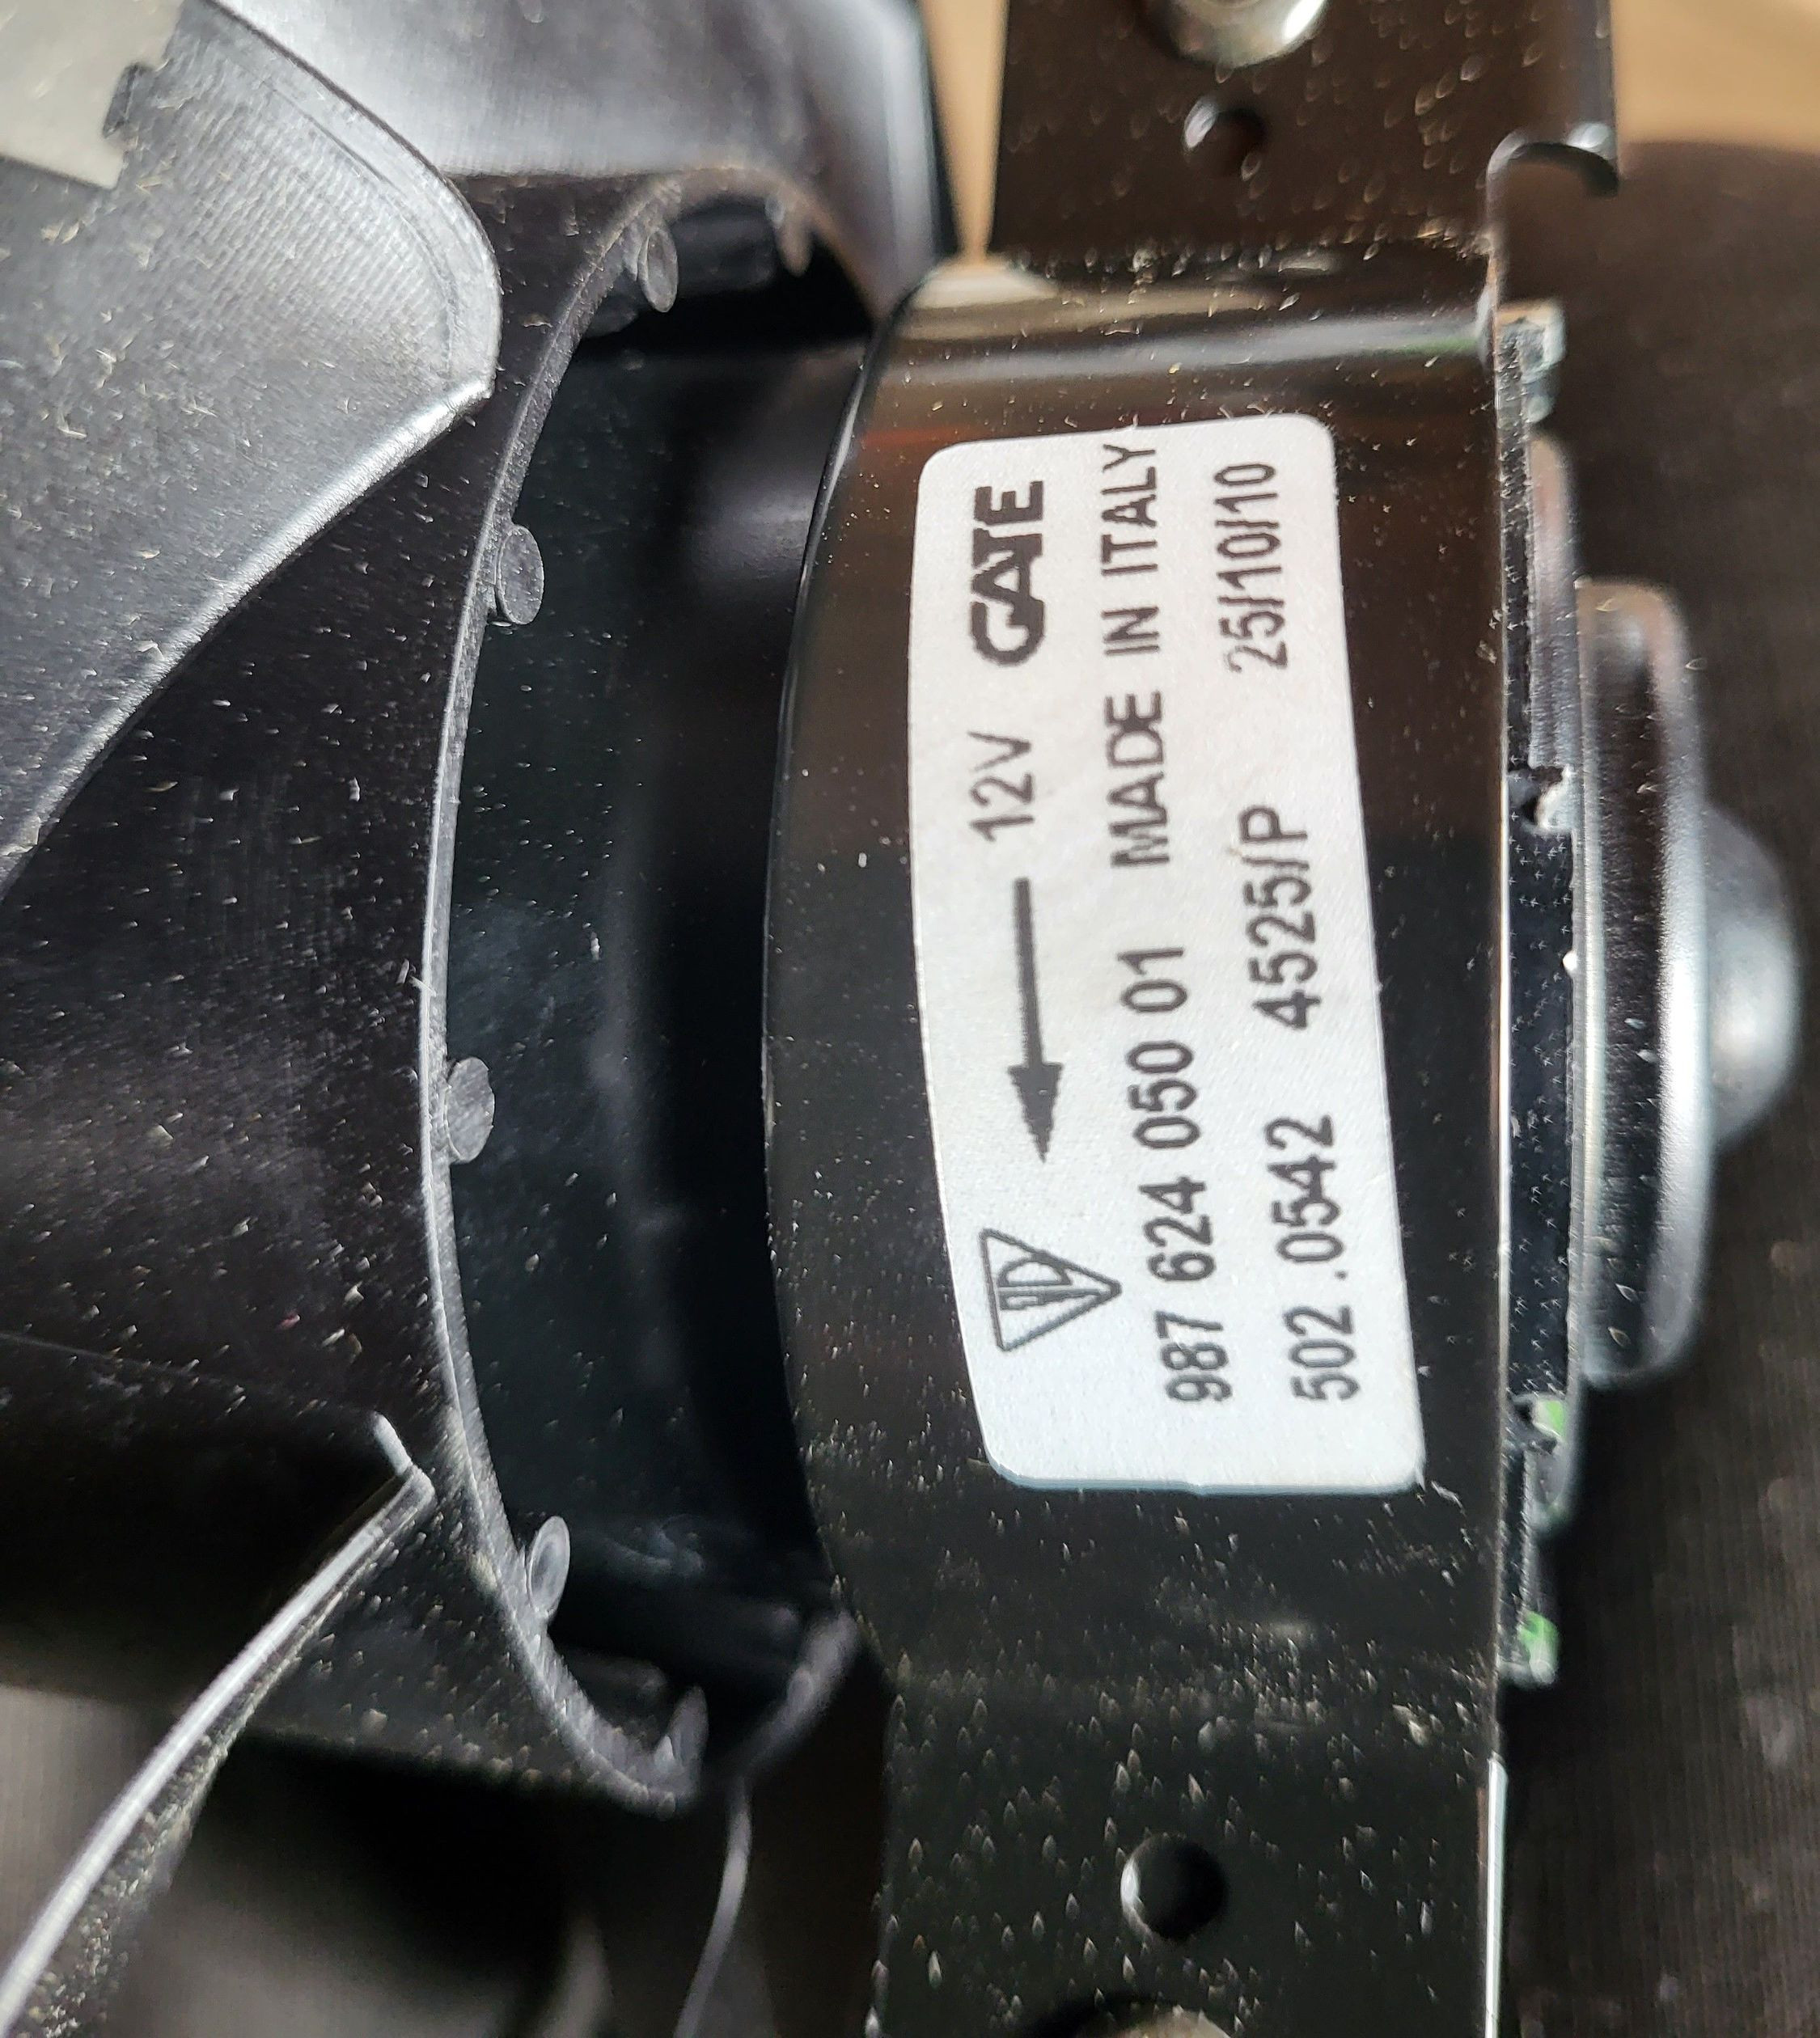 12V GATE
987 624 050 01 MADE IN ITALY
502 .0542 4525/P 25/10/10